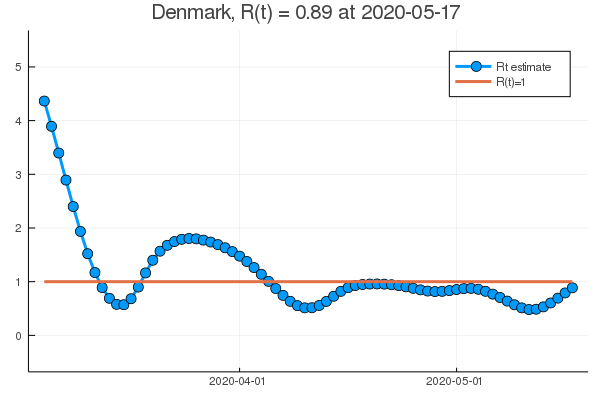 Denmark, R(t) = 0.89 at 2020-05-17
Rt estimate
R(t)=1
5
4
3
2
1
0
2020-04-01
2020-05-01